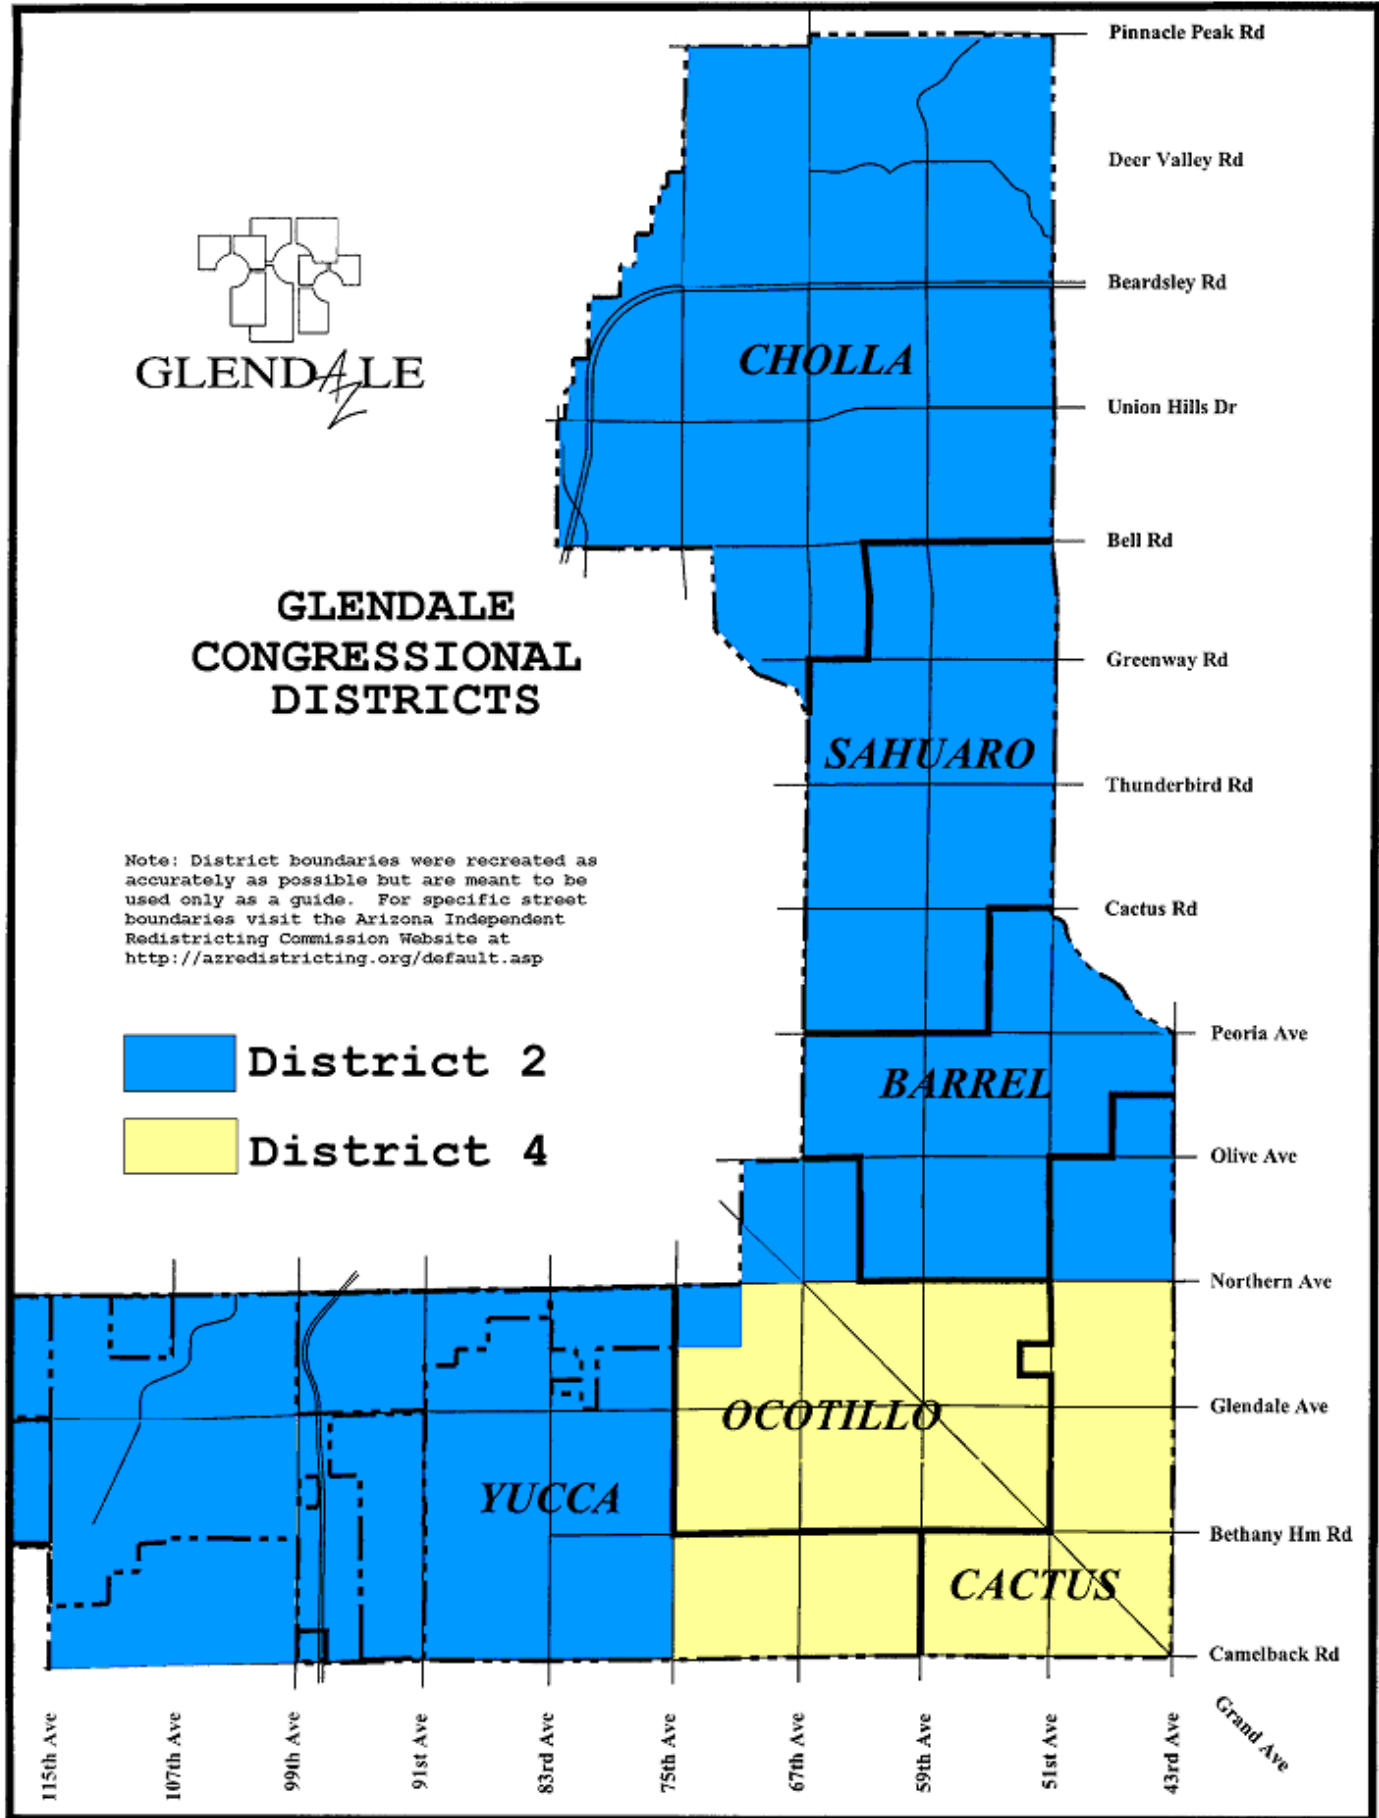 Pinnacle Peak Rd
Deer Valley Rd
Beardsley Rd
GLENDAZLE
CHOLLA
Union Hills Dr
Bell Rd
GLENDALE
CONGRESSIONAL
DISTRICTS
Greenway Rd
SAHUARO
Thunderbird Rd
Note: District boundaries were recreated as
accurately as possible but are meant to be
used only as a guide. For specific street
boundaries visit the Arizona Independent
Redistricting Commission Website at
http://azredistricting.org/default.asp
Cactus Rd
Peoria Ave
District 2
BARREL
District 4
Olive Ave
Northern Ave
OCOTILLO
Glendale Ave
YUCCA
Bethany Hm Rd
CACTUS
Camelback Rd
115th Ave
107th Ave
99th Ave
91st Ave
83rd Ave
75th Ave
67th Ave
59th Ave
51st Ave
43rd Ave
Grand Ave